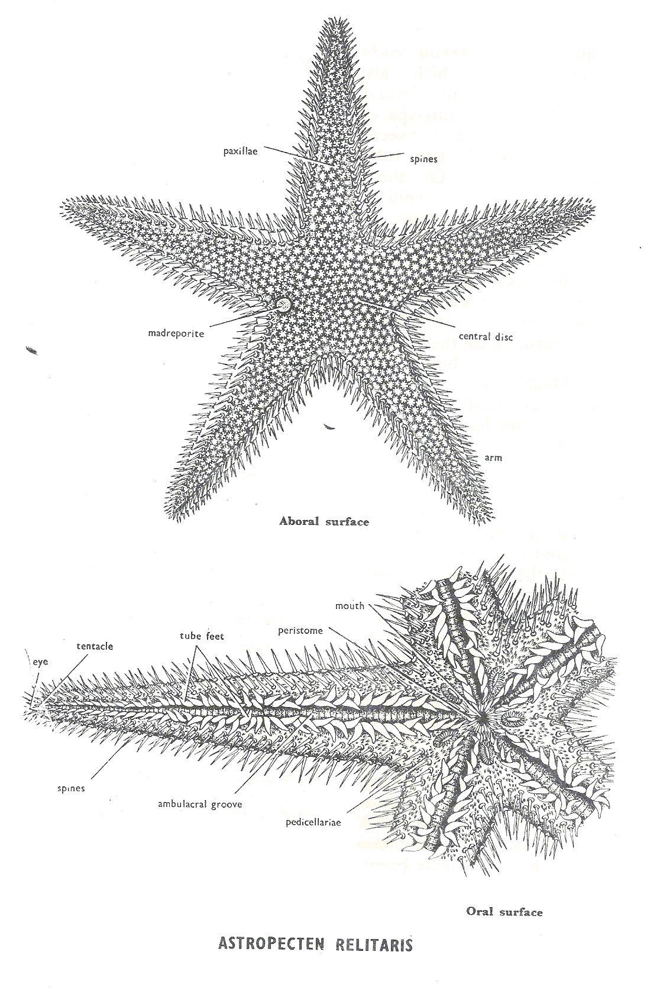 paxillae
spines
madreporite
central disc
arm
Aboral surface
mouth
peristome
tube feet
tentacle
eye
spines
ambulacral groove
pedicellariae
Oral surface
ASTROPECTEN RELITARIS